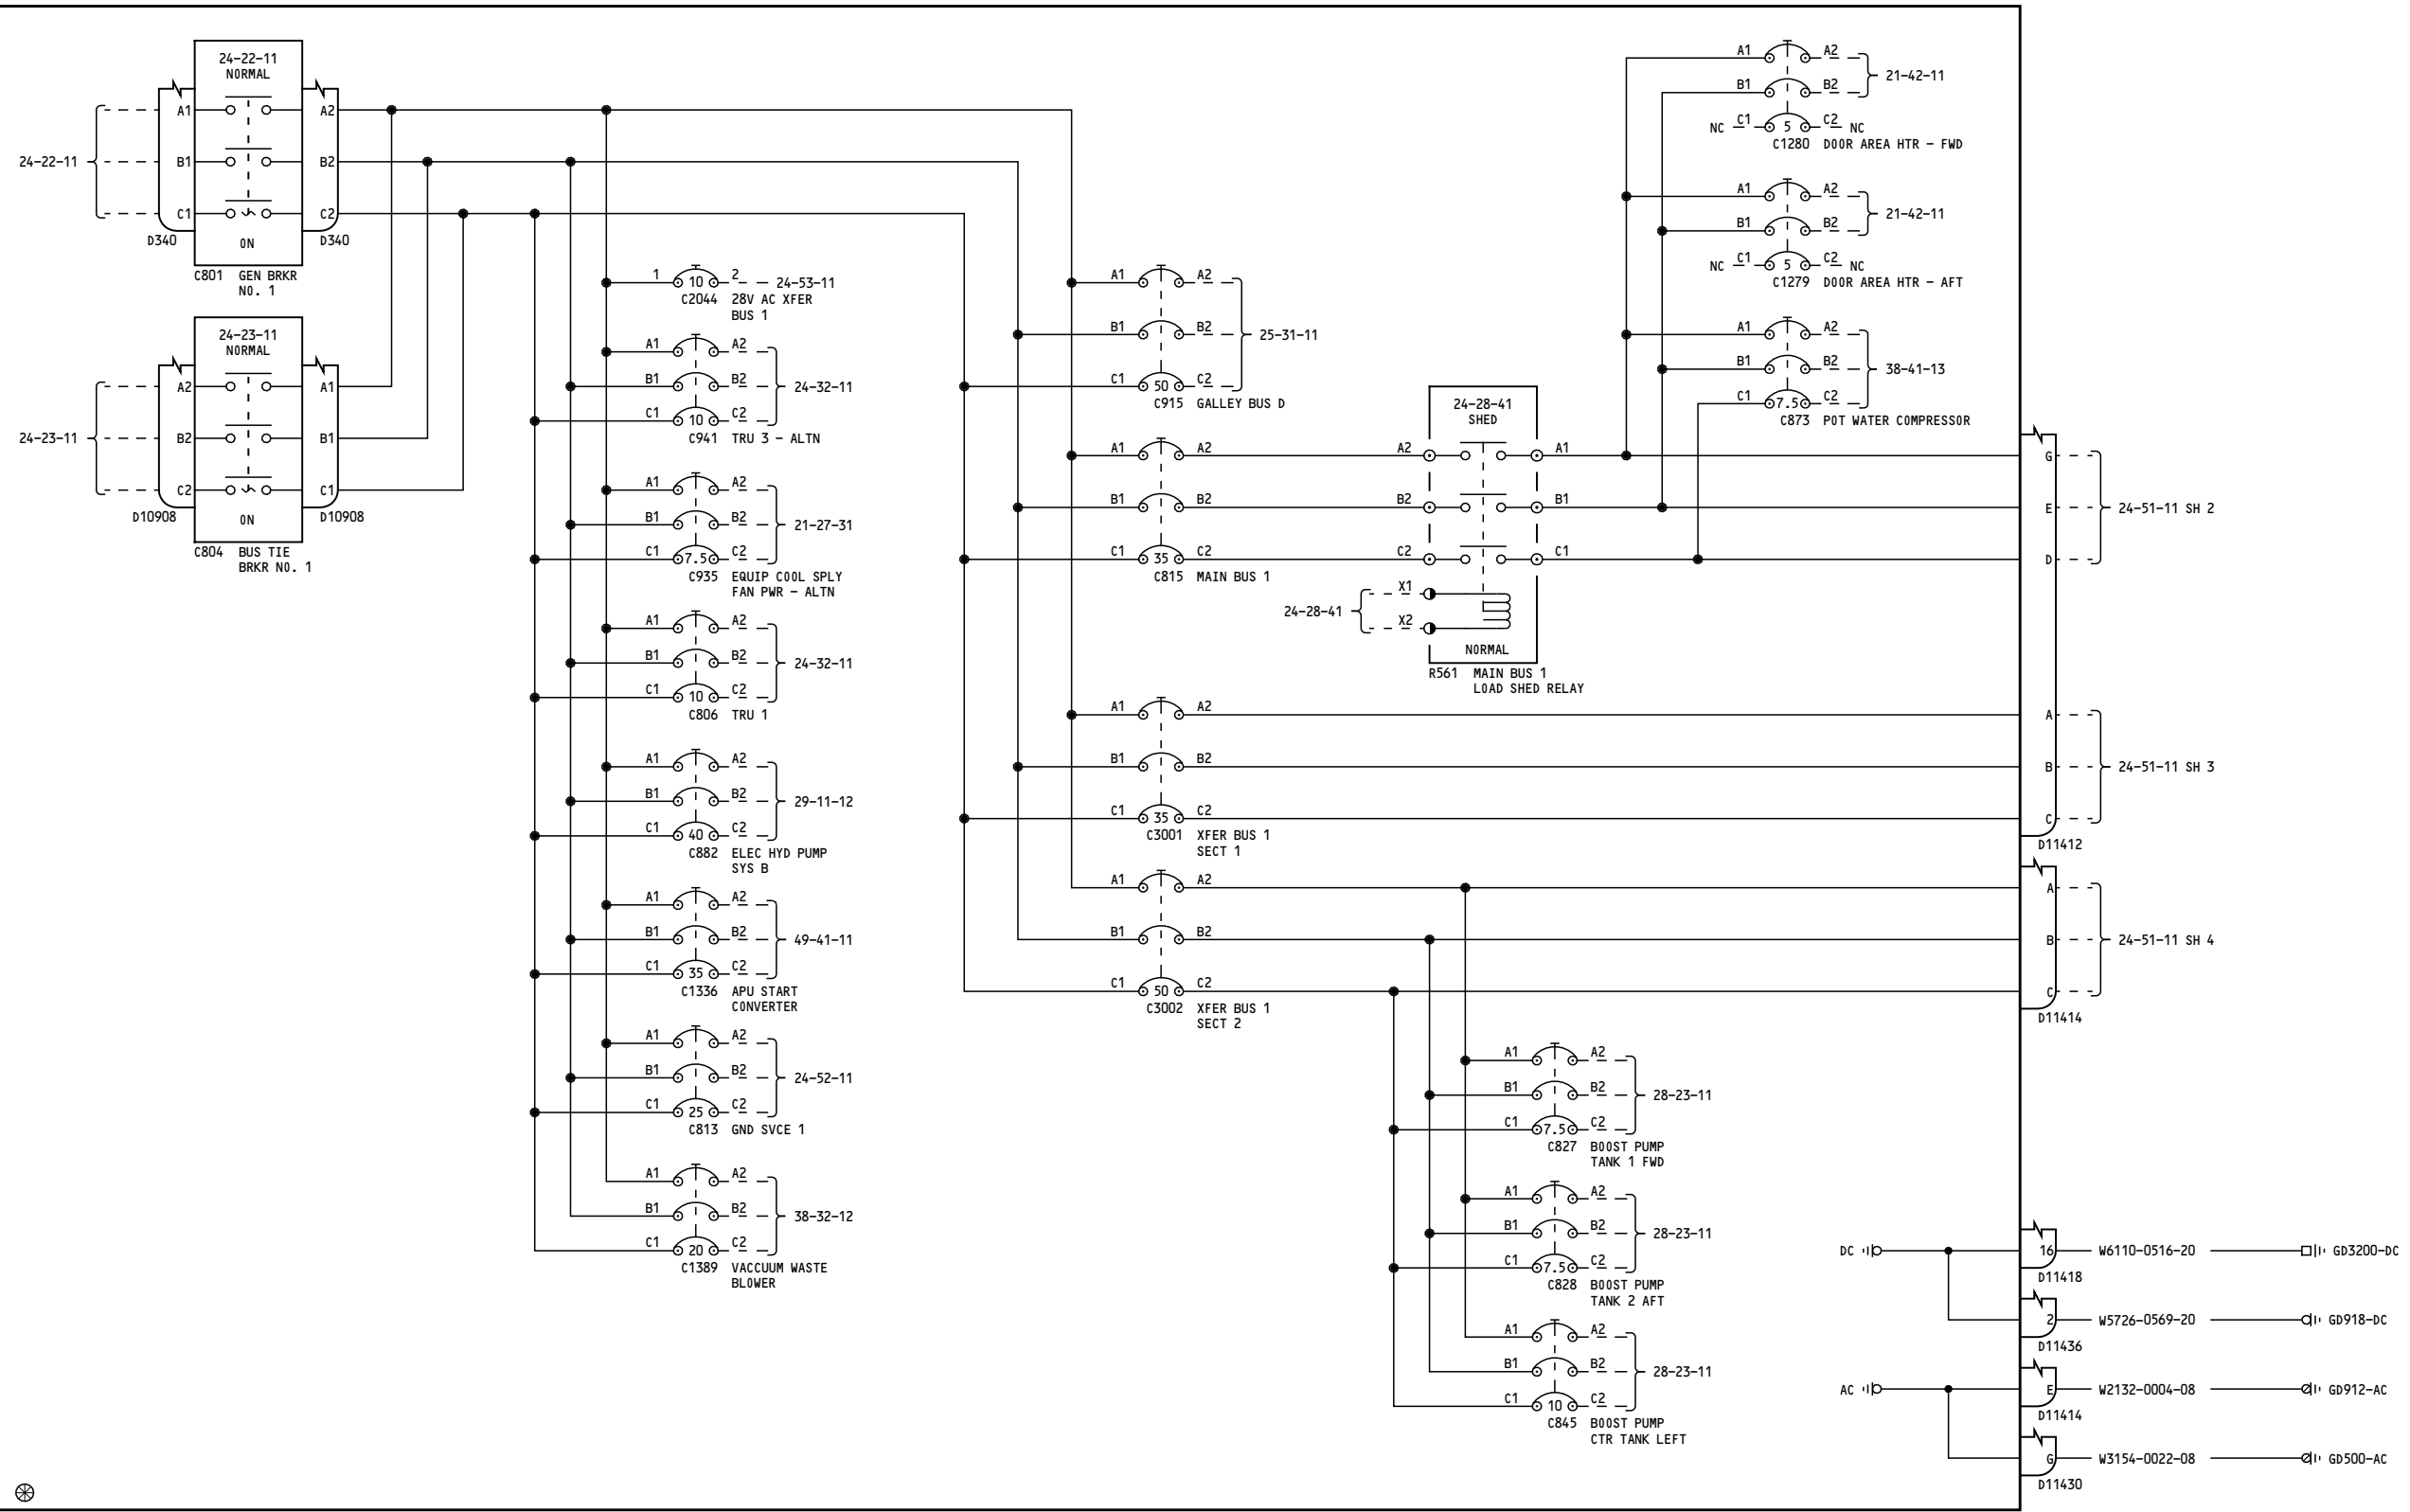 24-22-11
NORMAL
A1
A2
24-22-11
B1
B2
C1
C2
ON
D340
D340
C801 GEN BRKR
NO. 1
24-23-11
NORMAL
A2
A1
24-23-11
B2
B1
C2
C1
ON
D10908
D10908
C804 BUS TIE
BRKR NO. 1
1 10 2 24-53-11
C2044 28V AC XFER
BUS 1
A1 A2
B1 B2 24-32-11
C1 10 C2
C941 TRU 3 - ALTN
A1 A2
B1 B2 21-27-31
C1 7.5 C2
C935 EQUIP COOL SPLY
FAN PWR - ALTN
A1 A2
B1 B2 24-32-11
C1 10 C2
C806 TRU 1
A1 A2
B1 B2 29-11-12
C1 40 C2
C882 ELEC HYD PUMP
SYS B
A1 A2
B1 B2 49-41-11
C1 35 C2
C1336 APU START
CONVERTER
A1 A2
B1 B2 24-52-11
C1 25 C2
C813 GND SVCE 1
A1 A2
B1 B2 38-32-12
C1 20 C2
C1389 VACCUUM WASTE
BLOWER
A1 A2
B1 B2 25-31-11
C1 50 C2
C915 GALLEY BUS D
A1 A2
B1 B2
C1 35 C2
C815 MAIN BUS 1
24-28-41
SHED
A2 A1
B2 B1
C2 C1
X1
24-28-41
X2
NORMAL
R561 MAIN BUS 1
LOAD SHED RELAY
A1 A2
B1 B2
C1 35 C2
C3001 XFER BUS 1
SECT 1
A1 A2
B1 B2
C1 50 C2
C3002 XFER BUS 1
SECT 2
A1 A2
B1 B2 28-23-11
C1 7.5 C2
C827 BOOST PUMP
TANK 1 FWD
A1 A2
B1 B2 28-23-11
C1 7.5 C2
C828 BOOST PUMP
TANK 2 AFT
A1 A2
B1 B2 28-23-11
C1 10 C2
C845 BOOST PUMP
CTR TANK LEFT
A1 A2
B1 B2 21-42-11
NC C1 5 C2 NC
C1280 DOOR AREA HTR - FWD
A1 A2
B1 B2 21-42-11
NC C1 5 C2 NC
C1279 DOOR AREA HTR - AFT
A1 A2
B1 B2 38-41-13
C1 7.5 C2
C873 POT WATER COMPRESSOR
G
E 24-51-11 SH 2
D
A
B 24-51-11 SH 3
C
D11412
A
B 24-51-11 SH 4
C
D11414
DC 16 W6110-0516-20 GD3200-DC
D11418
2 W5726-0569-20 GD918-DC
D11436
AC E W2132-0004-08 GD912-AC
D11414
G W3154-0022-08 GD500-AC
D11430